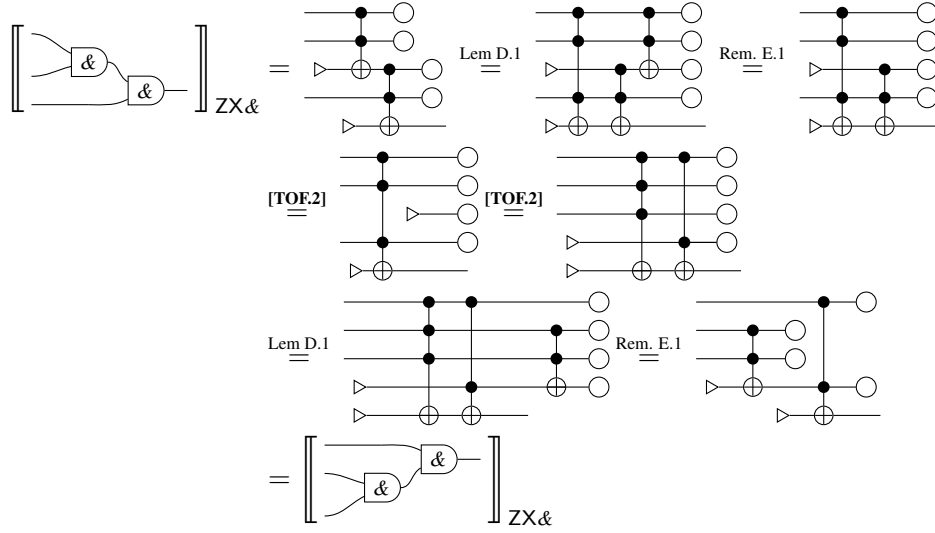 & & ZX& = Lem D.1 = Rem. E.1 =
[TOF.2] = [TOF.2] =
Lem D.1 = Rem. E.1 =
= & & ZX&